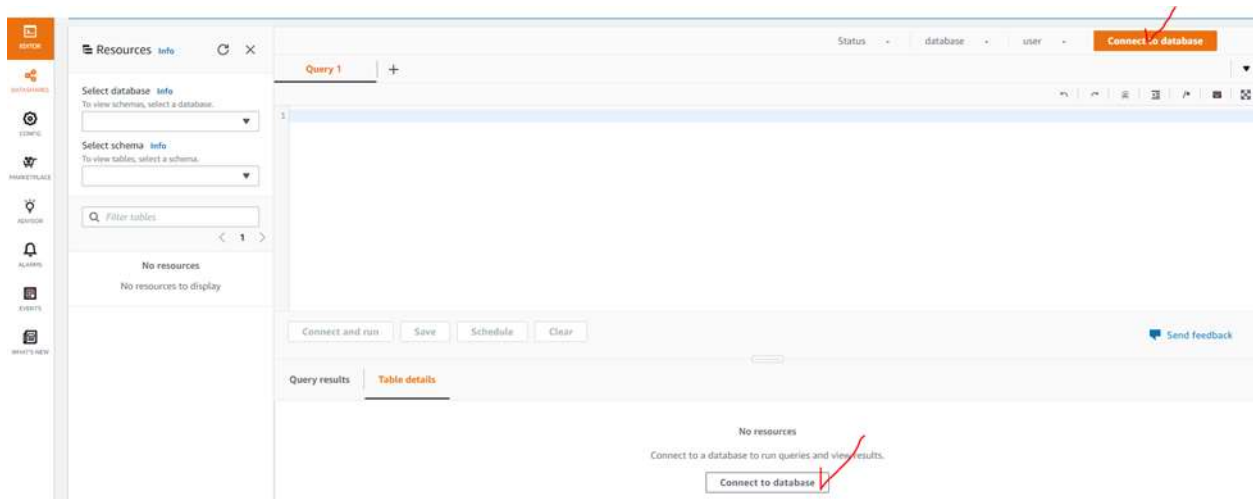 EDITOR
DATASHARES
CONFIG
MARKETPLACE
ADVISOR
ALARMS
EVENTS
WHAT'S NEW
Resources Info
Select database Info
To view schemas, select a database.
Select schema Info
To view tables, select a schema.
Filter tables
1
No resources
No resources to display
Status - database - user - Connect to database
Query 1 +
1
Connect and run Save Schedule Clear
Send feedback
Query results Table details
No resources
Connect to a database to run queries and view results.
Connect to database